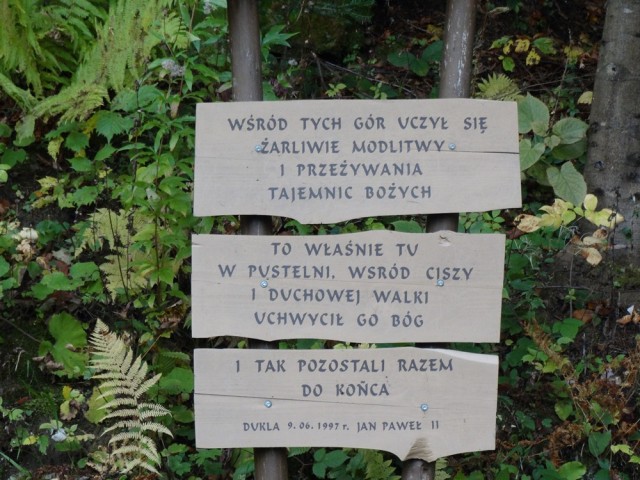 WŚRÓD TYCH GÓR UCZYŁ SIĘ
ŻARLIWIE MODLITWY
I PRZEŻYWANIA
TAJEMNIC BOŻYCH
TO WŁAŚNIE TU
W PUSTELNI, WSRÓD CISZY
I DUCHOWEJ WALKI
UCHWYCIŁ GO BÓG
I TAK POZOSTALI RAZEM
DO KOŃCA
DUKLA 9.06.1997 r. JAN PAWEŁ II